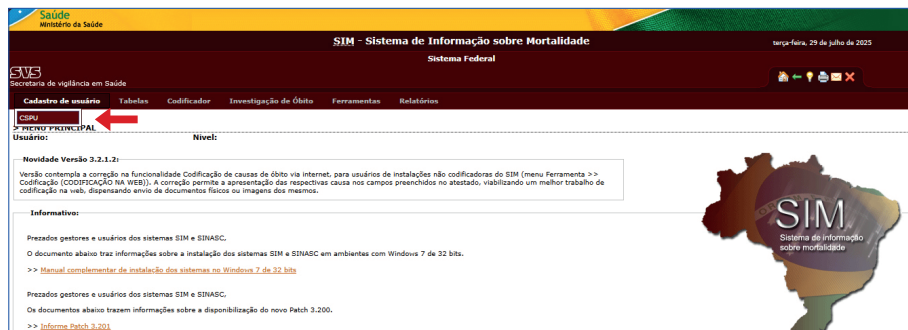 Saúde
Ministério da Saúde
SIM - Sistema de Informação sobre Mortalidade
terça-feira, 29 de julho de 2025
Sistema Federal
SVS
Secretaria de vigilância em Saúde
Cadastro de usuário Tabelas Codificador Investigação de Óbito Ferramentas Relatórios
CSPU
> MENU PRINCIPAL
Usuário: Nível:
Novidade Versão 3.2.1.2:
Versão contempla a correção na funcionalidade Codificação de causas de óbito via internet, para usuários de instalações não codificadoras do SIM (menu Ferramenta >>
Codificação (CODIFICAÇÃO NA WEB)). A correção permite a apresentação das respectivas causa nos campos preenchidos no atestado, viabilizando um melhor trabalho de
codificação na web, dispensando envio de documentos físicos ou imagens dos mesmos.
Informativo:
Prezados gestores e usuários dos sistemas SIM e SINASC,
O documento abaixo traz informações sobre a instalação dos sistemas SIM e SINASC em ambientes com Windows 7 de 32 bits.
>> Manual complementar de instalação dos sistemas no Windows 7 de 32 bits
Prezados gestores e usuários dos sistemas SIM e SINASC,
Os documentos abaixo trazem informações sobre a disponibilização do novo Patch 3.200.
>> Informe Patch 3.201
SIM
Sistema de informação
sobre mortalidade